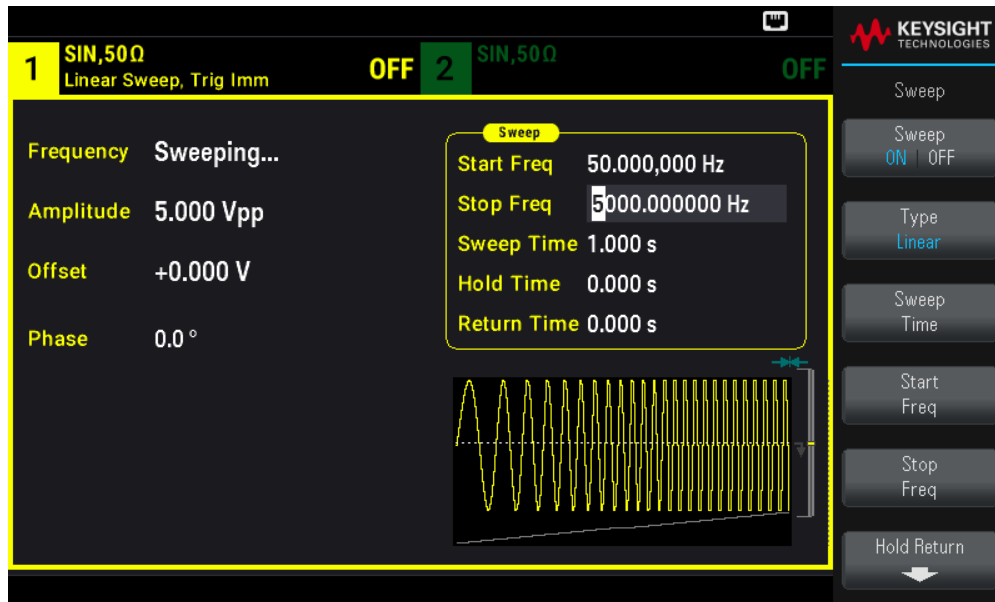 KEYSIGHT
TECHNOLOGIES
1
SIN,50Ω
Linear Sweep, Trig Imm
OFF
2
SIN,50Ω
OFF
Frequency Sweeping...
Amplitude 5.000 Vpp
Offset +0.000 V
Phase 0.0 °
Sweep
Start Freq 50.000,000 Hz
Stop Freq 5000.000000 Hz
Sweep Time 1.000 s
Hold Time 0.000 s
Return Time 0.000 s
Sweep
Sweep
ON | OFF
Type
Linear
Sweep
Time
Start
Freq
Stop
Freq
Hold Return